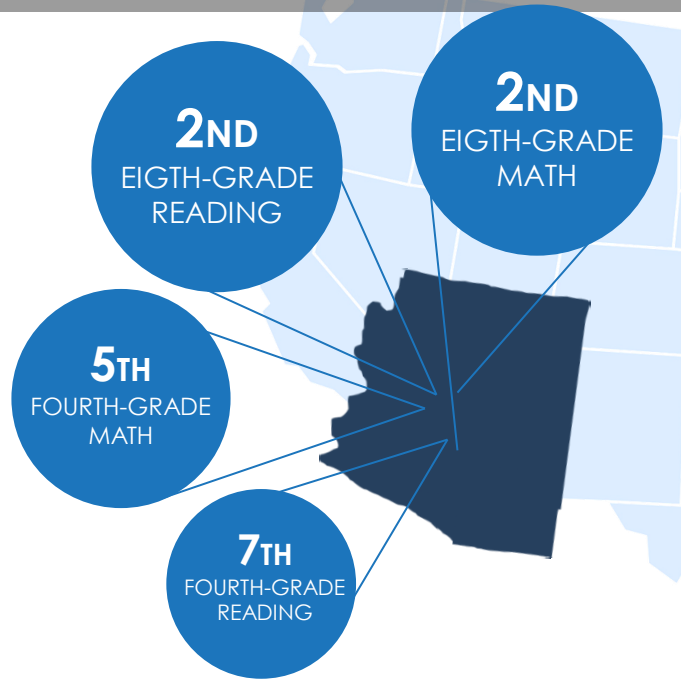 2ND
EIGTH-GRADE
READING
2ND
EIGTH-GRADE
MATH
5TH
FOURTH-GRADE
MATH
7TH
FOURTH-GRADE
READING